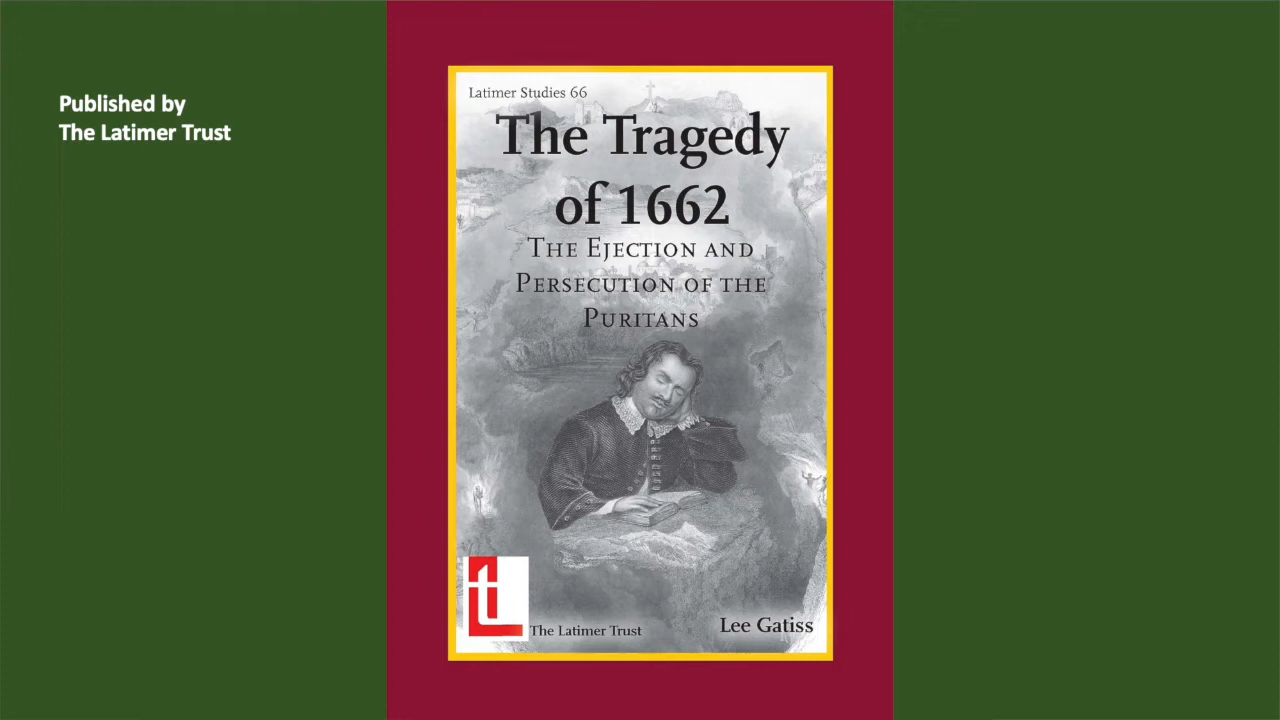 Published by
The Latimer Trust
Latimer Studies 66
The Tragedy
of 1662
The Ejection and
Persecution of the
Puritans
The Latimer Trust
Lee Gatiss